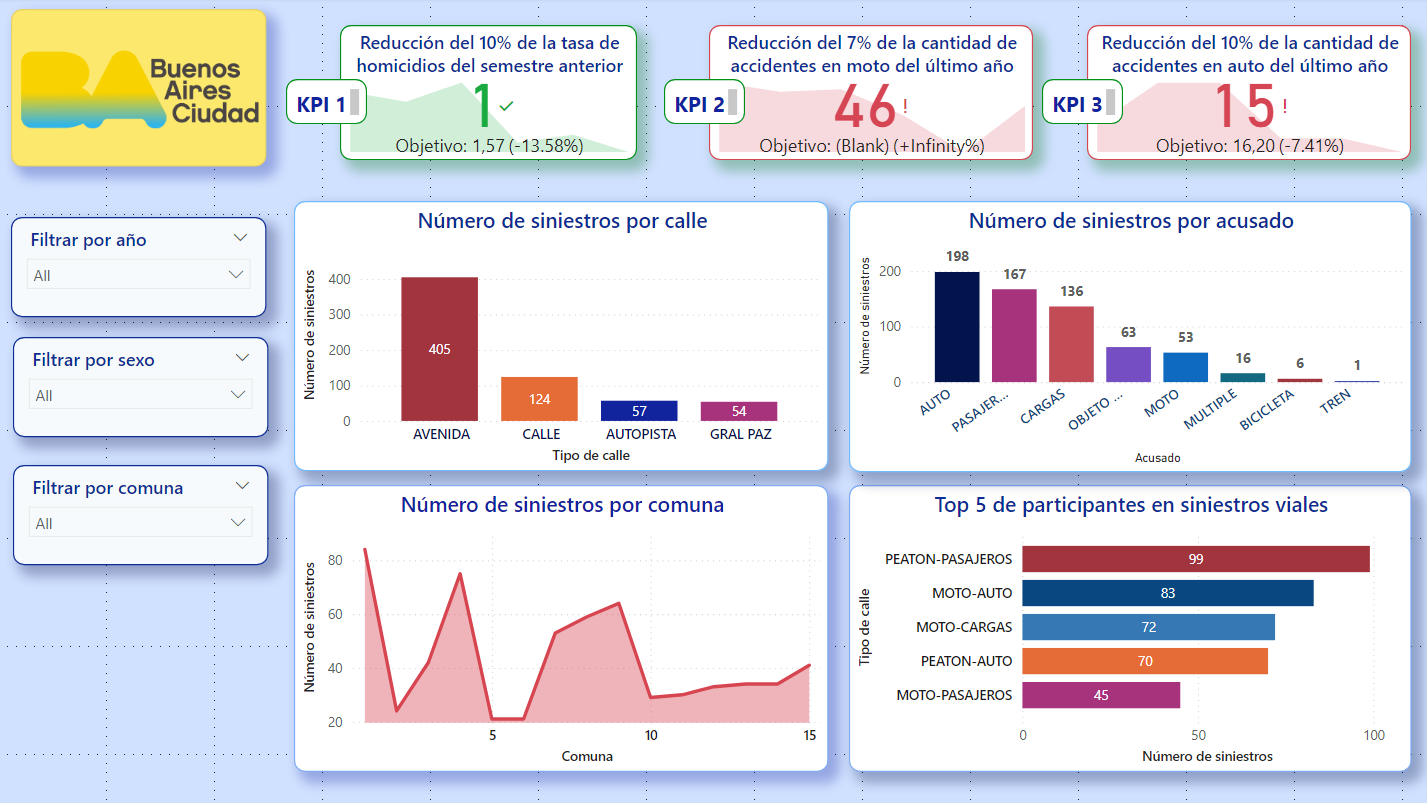 Buenos
Aires
Ciudad
KPI 1
Reducción del 10% de la tasa de
homicidios del semestre anterior
1
Objetivo: 1,57 (-13.58%)
KPI 2
Reducción del 7% de la cantidad de
accidentes en moto del último año
46!
Objetivo: (Blank) (+Infinity%)
KPI 3
Reducción del 10% de la cantidad de
accidentes en auto del último año
15!
Objetivo: 16,20 (-7.41%)
Filtrar por año
All
Filtrar por sexo
All
Filtrar por comuna
All
Número de siniestros por calle
Número de siniestros
400
300
200
100
0
405
124
57
54
AVENIDA
CALLE
AUTOPISTA
GRAL PAZ
Tipo de calle
Número de siniestros por acusado
Número de siniestros
200
100
0
198
167
136
63
53
16
6
1
AUTO
PASAJER...
CARGAS
OBJETO ...
MOTO
MULTIPLE
BICICLETA
TREN
Acusado
Número de siniestros por comuna
Número de siniestros
80
60
40
20
5
10
15
Comuna
Top 5 de participantes en siniestros viales
Tipo de calle
PEATON-PASAJEROS
99
MOTO-AUTO
83
MOTO-CARGAS
72
PEATON-AUTO
70
MOTO-PASAJEROS
45
0
50
100
Número de siniestros